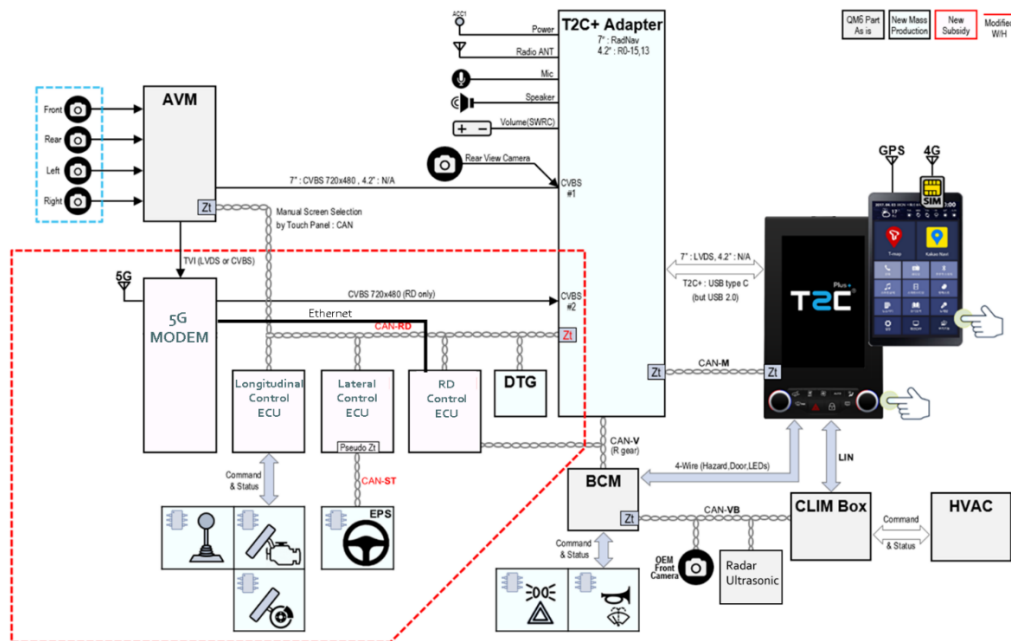 ACC1
Power
Radio ANT
Mic
Speaker
Volume(SWRC)
Rear View Camera
T2C+ Adapter
7" : RadNav
4.2" : R0-15,13
QM6 Part
As is
New Mass
Production
New
Subsidy
Modified
W/H
AVM
Front
Rear
Left
Right
Zt
7" : CVBS 720x480 , 4.2" : N/A
CVBS
#1
Manual Screen Selection
by Touch Panel : CAN
TVI (LVDS or CVBS)
5G
5G
MODEM
CVBS 720x480 (RD only)
CVBS
#2
Ethernet
CAN-RD
Zt
Longitudinal
Control
ECU
Lateral
Control
ECU
Pseudo Zt
RD
Control
ECU
DTG
CAN-ST
Command
& Status
EPS
7" : LVDS, 4.2" : N/A
T2C+ : USB type C
(but USB 2.0)
GPS
4G
SIM
T2C
Plus+
Zt
CAN-M
Zt
CAN-V
(R gear)
4-Wire (Hazard,Door,LEDs)
LIN
BCM
Zt
CAN-VB
Command
& Status
OEM
Front
Camera
Radar
Ultrasonic
CLIM Box
Command
& Status
HVAC